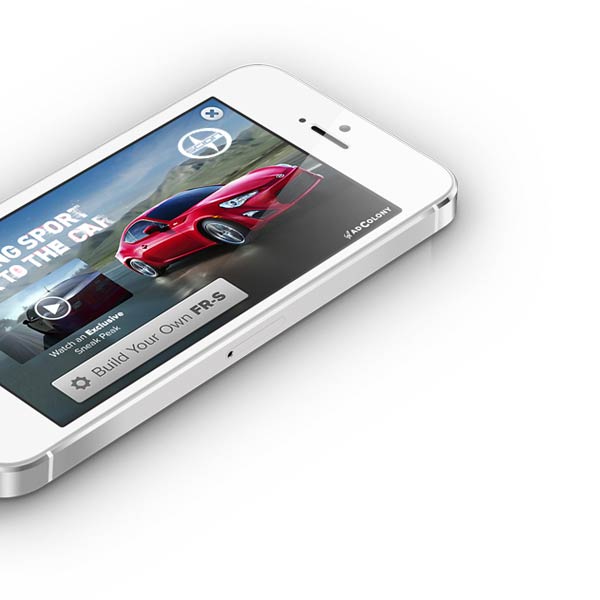 NG SPORT
TO THE CAR
ADCOLONY
Watch an Exclusive
Sneak Peak
Build Your Own FR-S